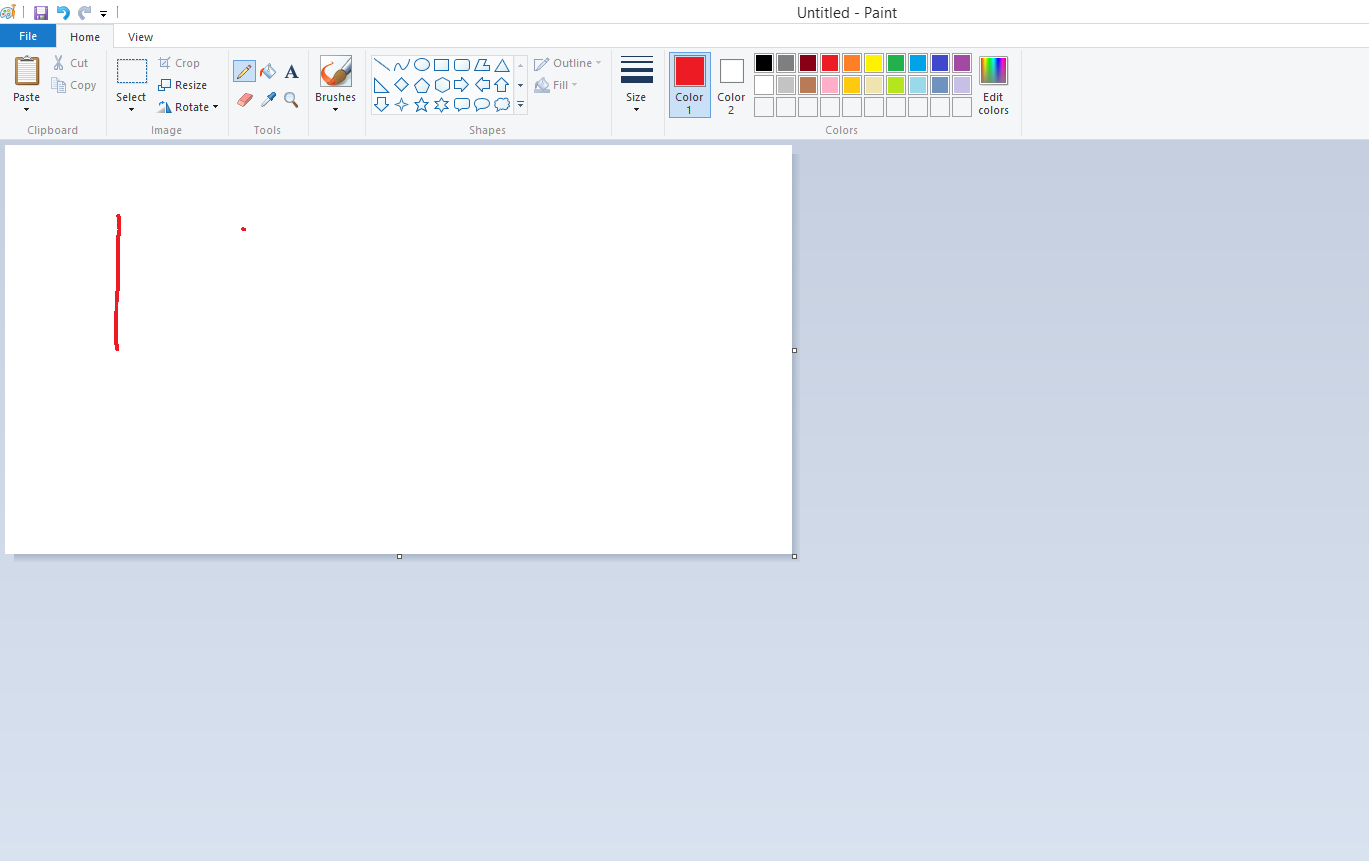 Untitled - Paint
File Home View
Cut Crop Outline
Copy Resize Fill
Rotate
Paste Select A Brushes Size Color 1 Color 2 Edit colors
Clipboard Image Tools Shapes Colors